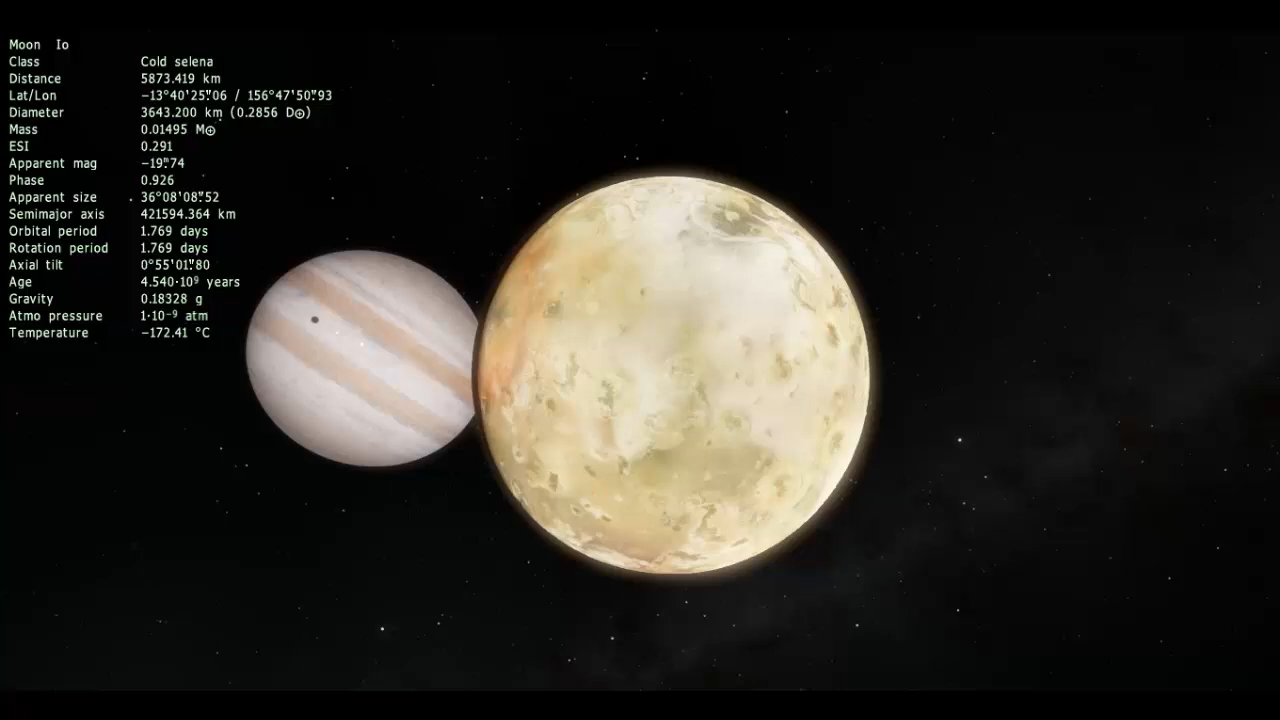 Moon Io
Class Cold selena
Distance 5873.419 km
Lat/Lon -13°40'25"06 / 156°47'50"93
Diameter 3643.200 km (0.2856 D⊕)
Mass 0.01495 M⊕
ESI 0.291
Apparent mag -19ᵐ74
Phase 0.926
Apparent size 36°08'08"52
Semimajor axis 421594.364 km
Orbital period 1.769 days
Rotation period 1.769 days
Axial tilt 0°55'01"80
Age 4.540·10⁹ years
Gravity 0.18328 g
Atmo pressure 1·10⁻⁹ atm
Temperature -172.41 °C